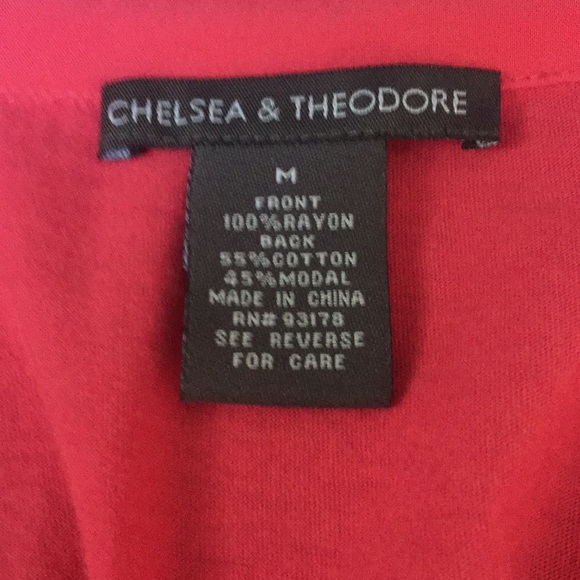 CHELSEA & THEODORE
M
FRONT
100%RAYON
BACK
55%COTTON
45%MODAL
MADE IN CHINA
RN# 93178
SEE REVERSE
FOR CARE